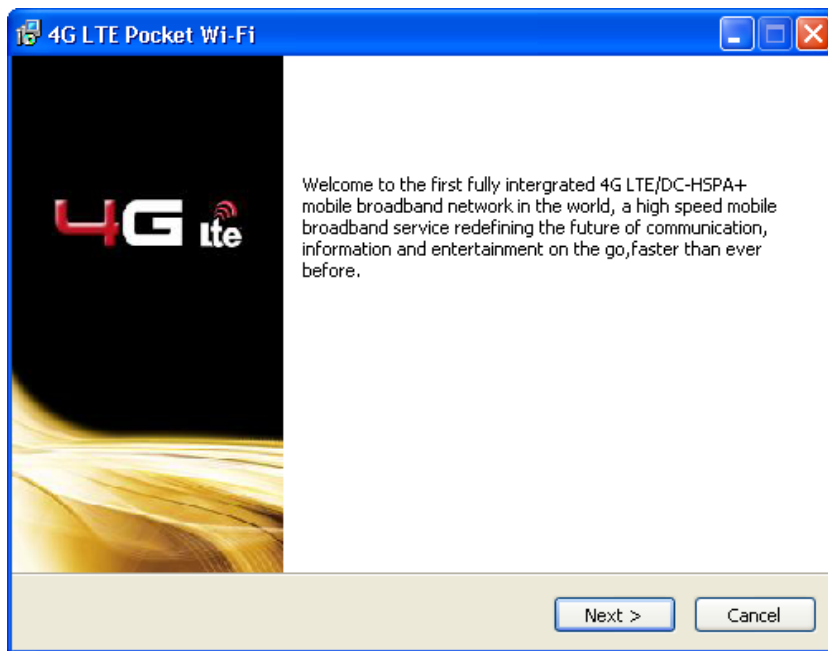 4G LTE Pocket Wi-Fi
4G lte
Welcome to the first fully intergrated 4G LTE/DC-HSPA+
mobile broadband network in the world, a high speed mobile
broadband service redefining the future of communication,
information and entertainment on the go,faster than ever
before.
Next >
Cancel